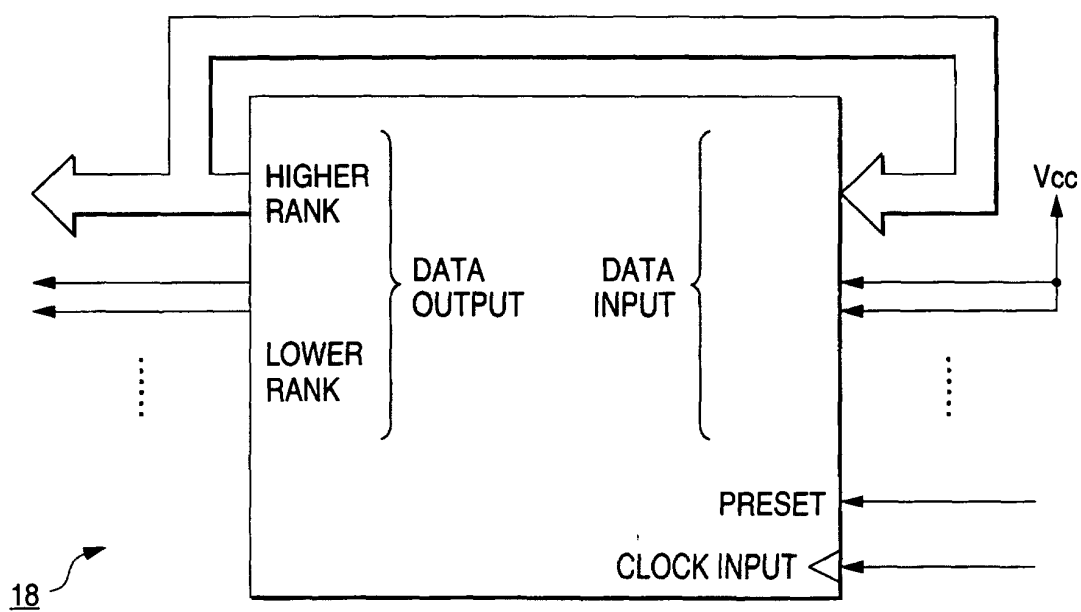 HIGHER
RANK
DATA
OUTPUT
DATA
INPUT
Vcc
LOWER
RANK
PRESET
CLOCK INPUT
18